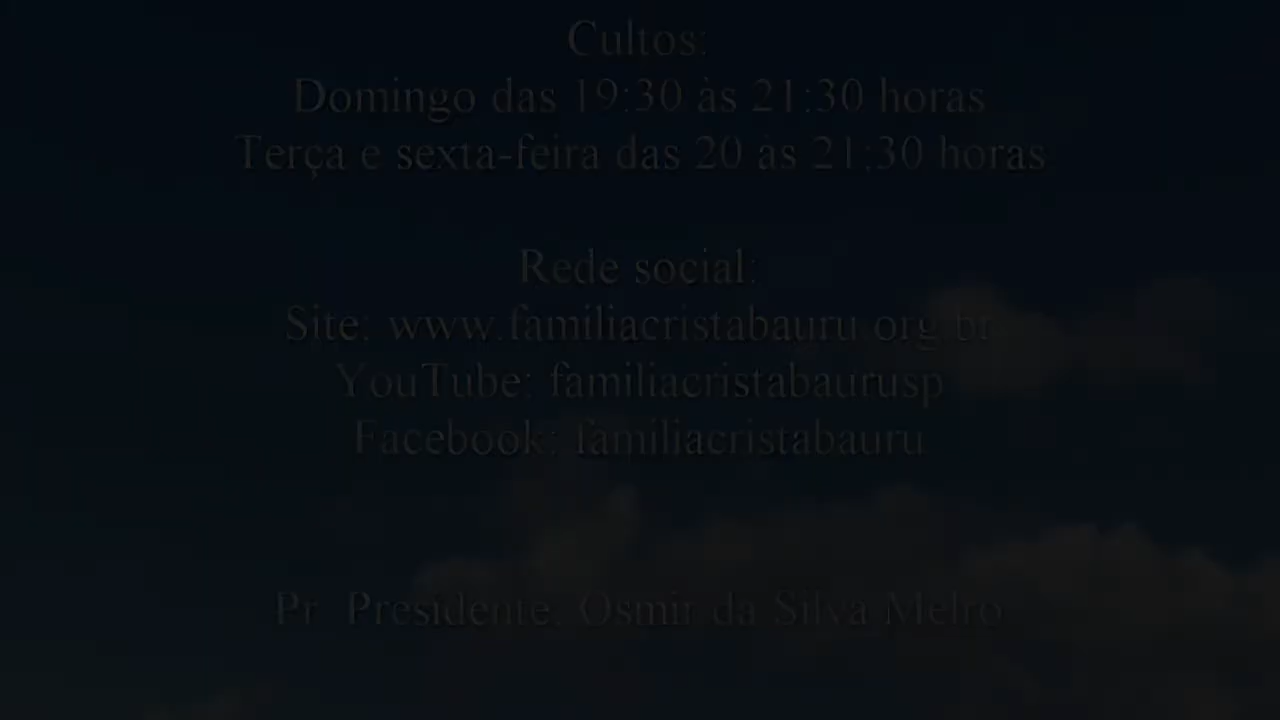 Cultos:
Domingo das 19:30 às 21:30 horas
Terça e sexta-feira das 20 às 21:30 horas
Rede social:
Site: www.familiacristabauru.org.br
YouTube: familiacristabaurusp
Facebook: familiacristabauru
Pr. Presidente: Osmir da Silva Melro